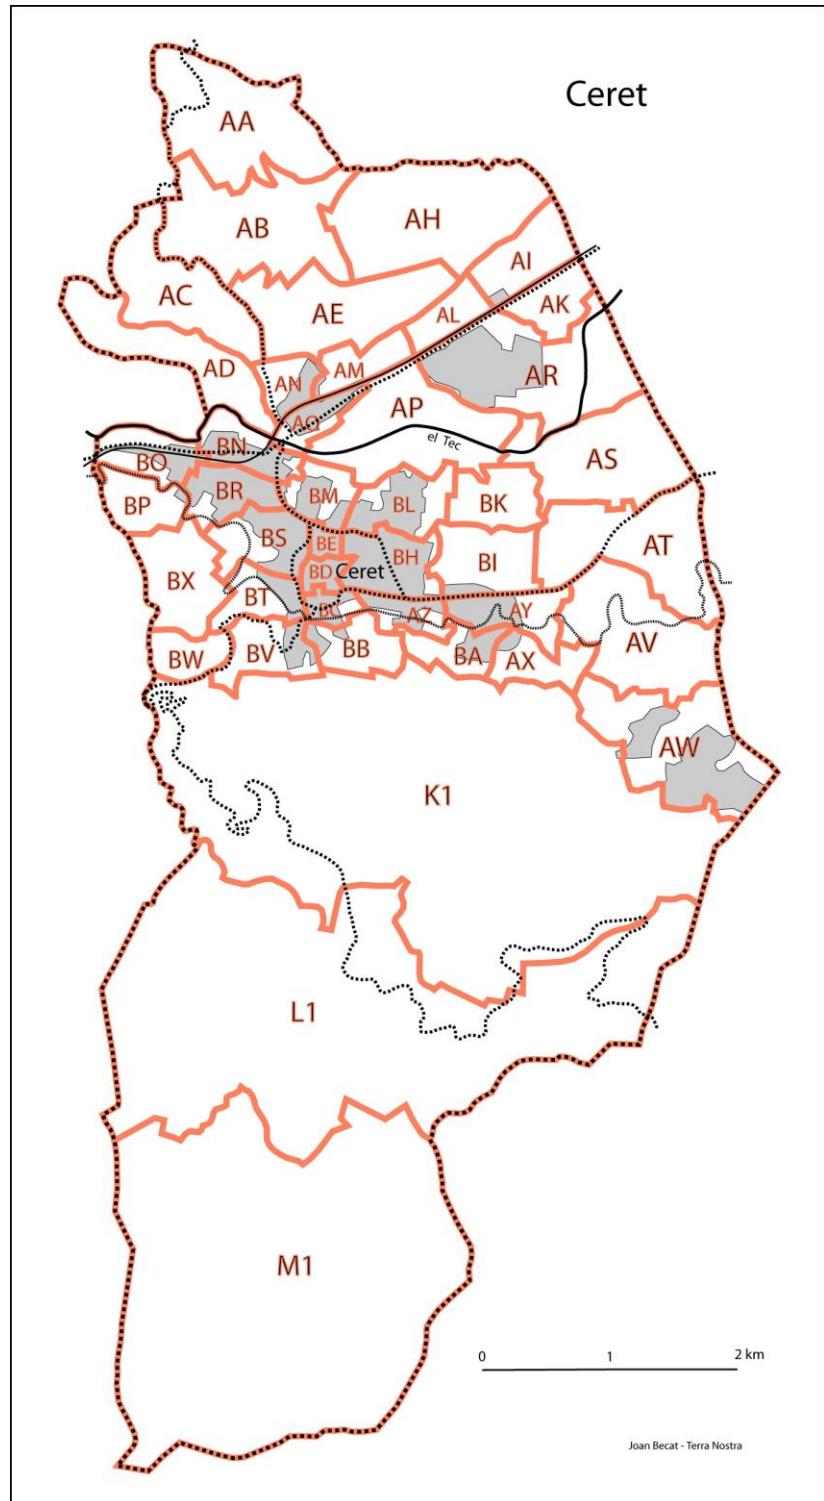 Ceret
AA
AB
AH
AI
AC
AE
AL
AK
AD
AN
AM
AR
AP
AQ
el Tec
BN
BO
AS
BP
BR
BM
BL
BK
BS
BE
BH
BI
AT
BD
Ceret
BX
BT
BC
AZ
AY
BW
BV
BB
BA
AX
AV
AW
K1
L1
M1
0 1 2 km
Joan Becat - Terra Nostra